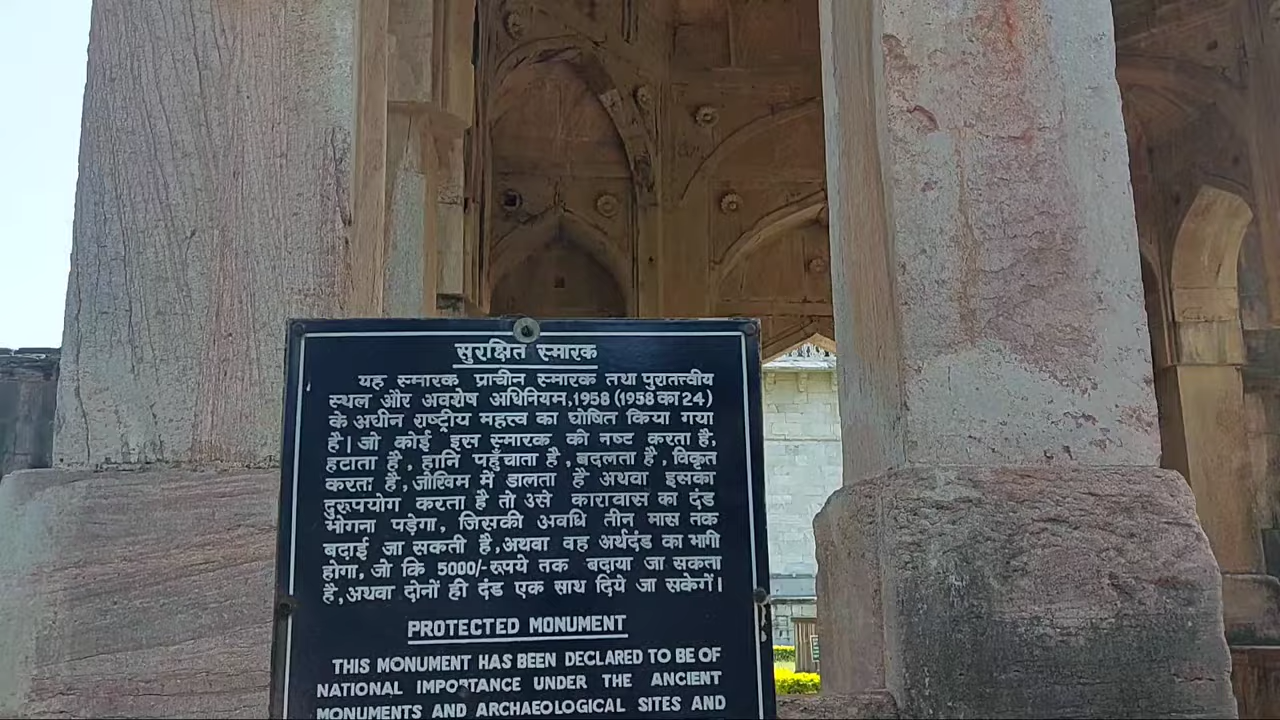 सुरक्षित स्मारक
यह स्मारक प्राचीन स्मारक तथा पुरातत्वीय
स्थल और अवशेष अधिनियम,1958 (1958 का 24)
के अधीन राष्ट्रीय महत्त्व का घोषित किया गया
है। जो कोई इस स्मारक को नष्ट करता है,
हटाता है, हानि पहुँचाता है, बदलता है, विकृत
करता है, जोखिम में डालता है अथवा इसका
दुरुपयोग करता है तो उसे कारावास का दंड
भोगना पड़ेगा, जिसकी अवधि तीन मास तक
बढ़ाई जा सकती है, अथवा वह अर्थदंड का भागी
होगा, जो कि 5000/-रूपये तक बढाया जा सकता
है, अथवा दोनों ही दंड एक साथ दिये जा सकेगें।
PROTECTED MONUMENT
THIS MONUMENT HAS BEEN DECLARED TO BE OF
NATIONAL IMPORTANCE UNDER THE ANCIENT
MONUMENTS AND ARCHAEOLOGICAL SITES AND